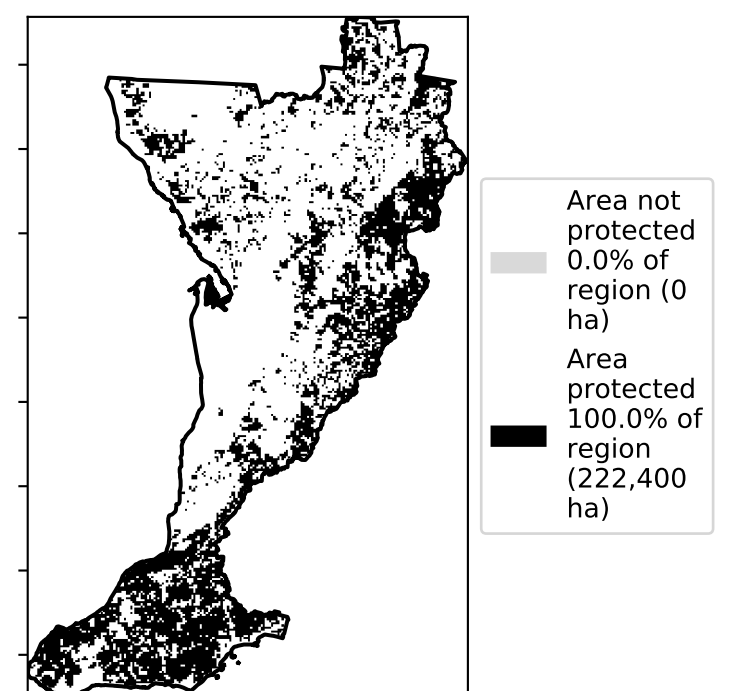 Area not
protected
0.0% of
region (0
ha)
Area
protected
100.0% of
region
(222,400
ha)